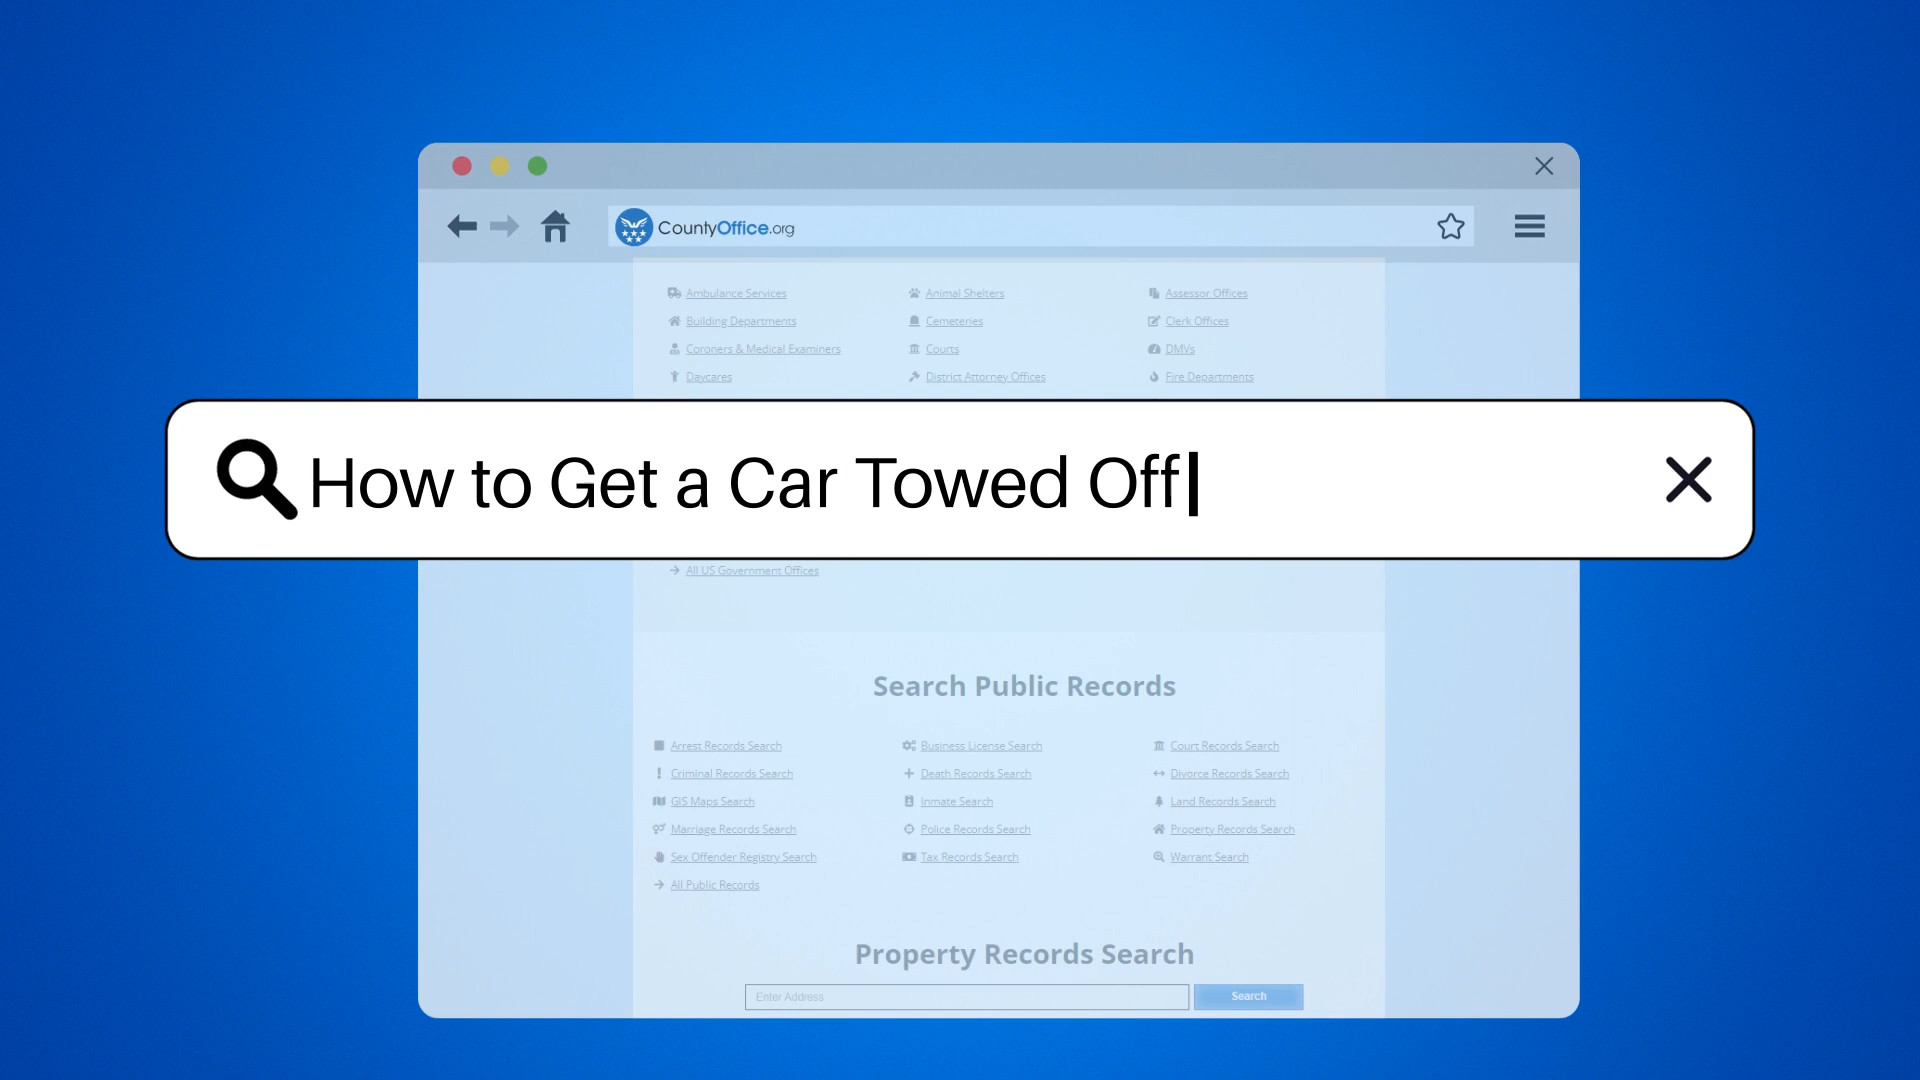 CountyOffice.org
Ambulance Services Animal Shelters Assessor Offices
Building Departments Cemeteries Clerk Offices
Coroners & Medical Examiners Courts DMVs
Daycares District Attorney Offices Fire Departments
How to Get a Car Towed Off
All US Government Offices
Search Public Records
Arrest Records Search Business License Search Court Records Search
Criminal Records Search Death Records Search Divorce Records Search
GIS Maps Search Inmate Search Land Records Search
Marriage Records Search Police Records Search Property Records Search
Sex Offender Registry Search Tax Records Search Warrant Search
All Public Records
Property Records Search
Enter Address Search